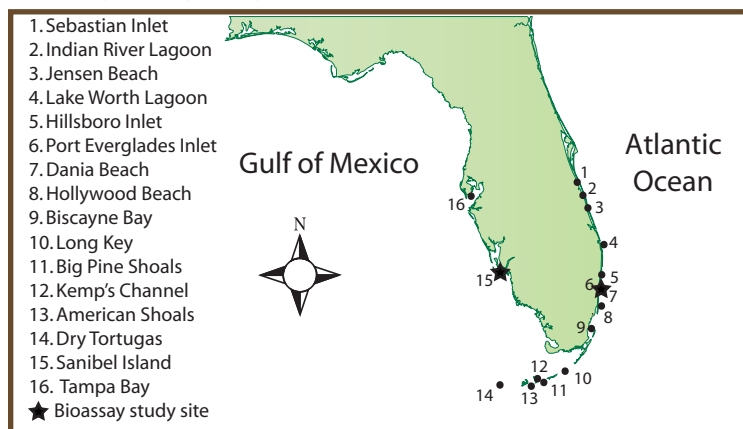 1. Sebastian Inlet
2. Indian River Lagoon
3. Jensen Beach
4. Lake Worth Lagoon
5. Hillsboro Inlet
6. Port Everglades Inlet
7. Dania Beach
8. Hollywood Beach
9. Biscayne Bay
10. Long Key
11. Big Pine Shoals
12. Kemp's Channel
13. American Shoals
14. Dry Tortugas
15. Sanibel Island
16. Tampa Bay
Bioassay study site
Gulf of Mexico
Atlantic
Ocean
N
1
2
3
4
5
6
7
8
9
10
11
12
13
14
15
16